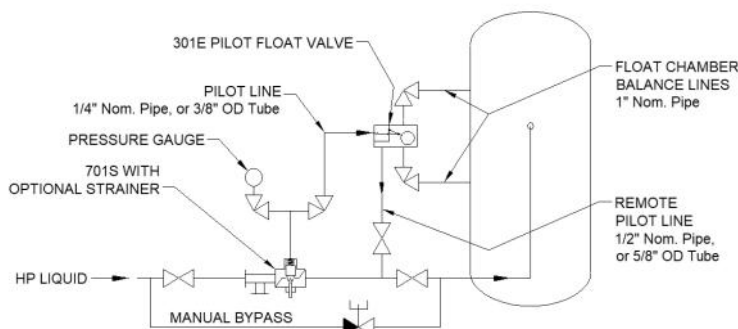 301E PILOT FLOAT VALVE
PILOT LINE
1/4" Nom. Pipe, or 3/8" OD Tube
PRESSURE GAUGE
701S WITH
OPTIONAL STRAINER
HP LIQUID
MANUAL BYPASS
FLOAT CHAMBER
BALANCE LINES
1" Nom. Pipe
REMOTE
PILOT LINE
1/2" Nom. Pipe,
or 5/8" OD Tube